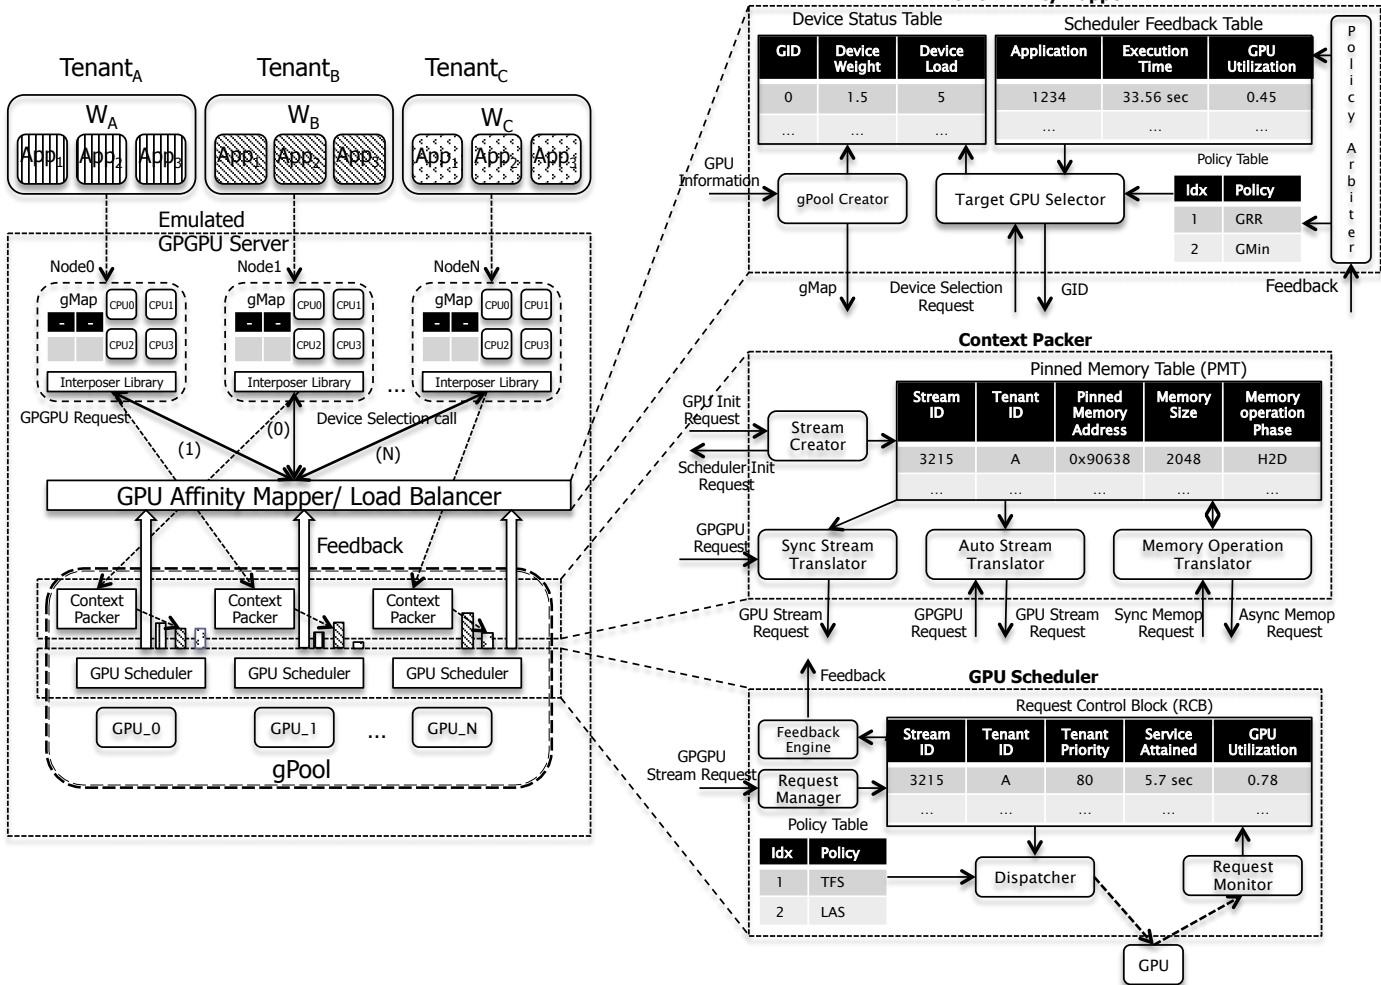 Tenant_A Tenant_B Tenant_C
W_A W_B W_C
App_1 App_2 App_3 App_1 App_2 App_3 App_1 App_2 App_3
Emulated
GPGPU Server
Node0 Node1 NodeN
gMap CPU0 CPU1 gMap CPU0 CPU1 gMap CPU0 CPU1
- - - - - -
CPU2 CPU3 CPU2 CPU3 CPU2 CPU3
Interposer Library Interposer Library ... Interposer Library
GPGPU Request Device Selection call
(1) (0) (N)
GPU Affinity Mapper/ Load Balancer
Feedback
Context
Packer
Context
Packer
Context
Packer
GPU Scheduler GPU Scheduler GPU Scheduler
GPU_0 GPU_1 ... GPU_N
gPool
Device Status Table
GID Device Weight Device Load
0 1.5 5
... ... ...
Scheduler Feedback Table
Application Execution Time GPU Utilization
1234 33.56 sec 0.45
... ... ...
Policy Arbiter
GPU
Information
gPool Creator
Target GPU Selector
Policy Table
Idx Policy
1 GRR
2 GMin
gMap
Device Selection
Request
GID
Feedback
Context Packer
Pinned Memory Table (PMT)
Stream ID Tenant ID Pinned Memory Address Memory Size Memory operation Phase
3215 A 0x90638 2048 H2D
... ... ... ... ...
GPU Init
Request
Stream
Creator
Scheduler Init
Request
GPGPU
Request
Sync Stream
Translator
Auto Stream
Translator
Memory Operation
Translator
GPU Stream
Request
GPGPU
Request
GPU Stream
Request
Sync Memop
Request
Async Memop
Request
GPU Scheduler
Feedback
Request Control Block (RCB)
Feedback
Engine
Stream ID Tenant ID Tenant Priority Service Attained GPU Utilization
3215 A 80 5.7 sec 0.78
... ... ... ... ...
GPGPU
Stream Request
Request
Manager
Policy Table
Idx Policy
1 TFS
2 LAS
Dispatcher
Request
Monitor
GPU